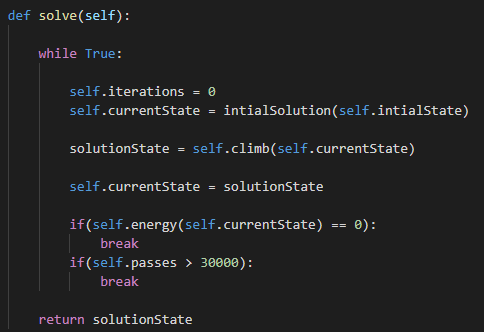 def solve(self):
while True:
self.iterations = 0
self.currentState = intialSolution(self.intialState)
solutionState = self.climb(self.currentState)
self.currentState = solutionState
if(self.energy(self.currentState) == 0):
break
if(self.passes > 30000):
break
return solutionState